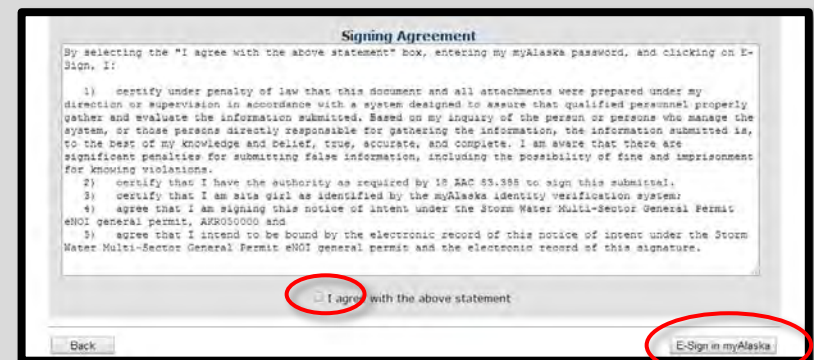 Signing Agreement
By selecting the "I agree with the above statement" box, entering my myAlaska password, and clicking on E-
Sign, I:
1) certify under penalty of law that this document and all attachments were prepared under my
direction or supervision in accordance with a system designed to assure that qualified personnel properly
gather and evaluate the information submitted. Based on my inquiry of the person or persons who manage the
system, or those persons directly responsible for gathering the information, the information submitted is,
to the best of my knowledge and belief, true, accurate, and complete. I am aware that there are
significant penalties for submitting false information, including the possibility of fine and imprisonment
for knowing violations.
2) certify that I have the authority as required by 18 AAC 83.385 to sign this submittal;
3) certify that I am sita girl as identified by the myAlaska identity verification system;
4) agree that I am signing this notice of intent under the Storm Water Multi-Sector General Permit
eNOI general permit, AKR050000 and
5) agree that I intend to be bound by the electronic record of this notice of intent under the Storm
Water Multi-Sector General Permit eNOI general permit and the electronic record of this signature.
I agree with the above statement
Back
E-Sign in myAlaska